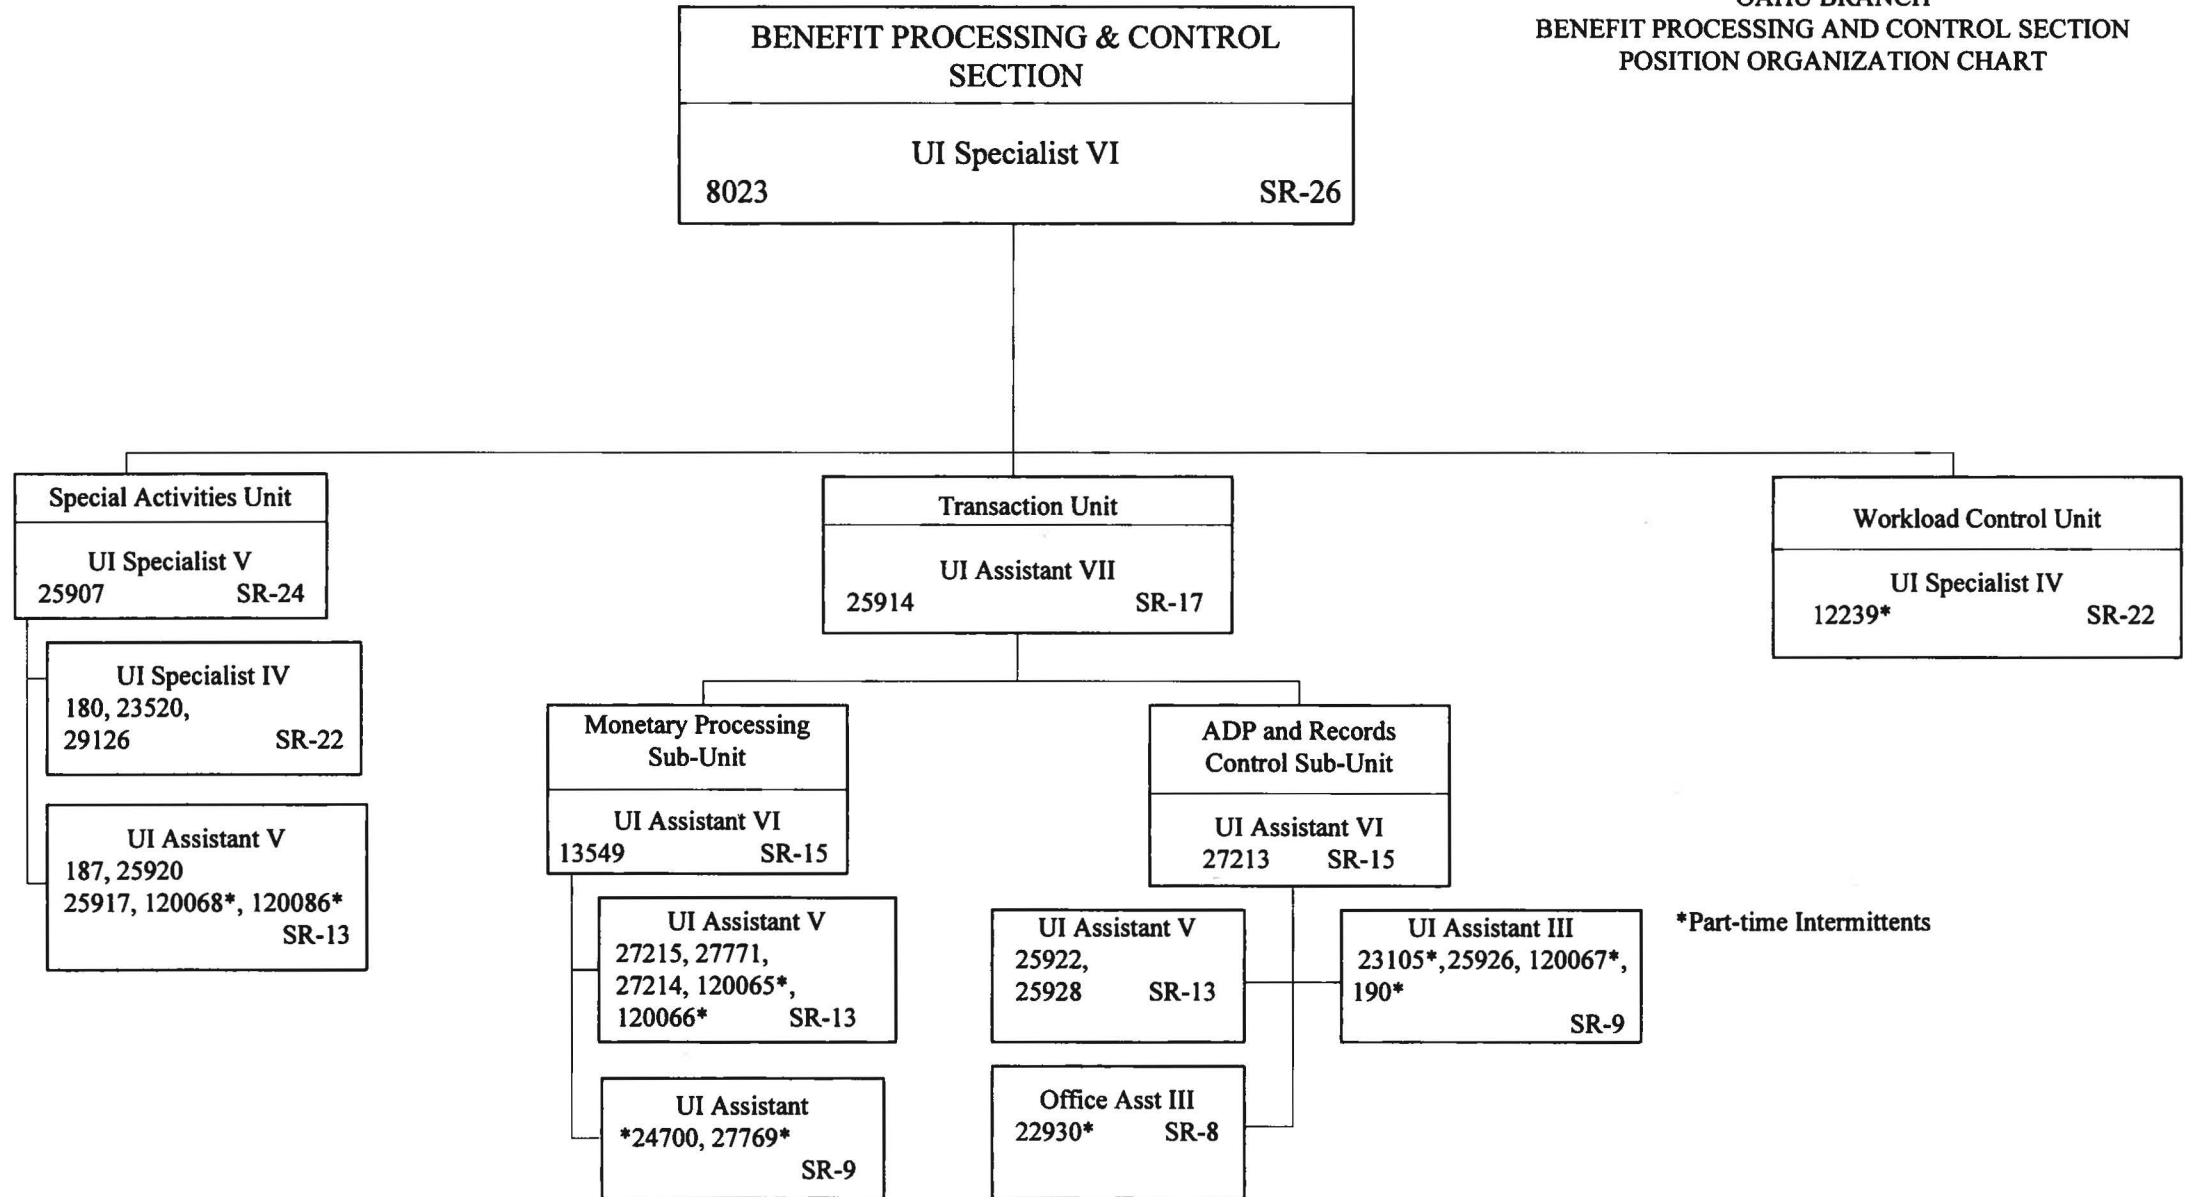 OAHU BRANCH
BENEFIT PROCESSING AND CONTROL SECTION
POSITION ORGANIZATION CHART
BENEFIT PROCESSING & CONTROL
SECTION
UI Specialist VI
8023 SR-26
Special Activities Unit
UI Specialist V
25907 SR-24
UI Specialist IV
180, 23520,
29126 SR-22
UI Assistant V
187, 25920
25917, 120068*, 120086*
SR-13
Transaction Unit
UI Assistant VII
25914 SR-17
Monetary Processing
Sub-Unit
UI Assistant VI
13549 SR-15
UI Assistant V
27215, 27771,
27214, 120065*,
120066* SR-13
UI Assistant
*24700, 27769*
SR-9
ADP and Records
Control Sub-Unit
UI Assistant VI
27213 SR-15
UI Assistant V
25922,
25928 SR-13
UI Assistant III
23105*,25926, 120067*,
190*
SR-9
Office Asst III
22930* SR-8
Workload Control Unit
UI Specialist IV
12239* SR-22
*Part-time Intermittents